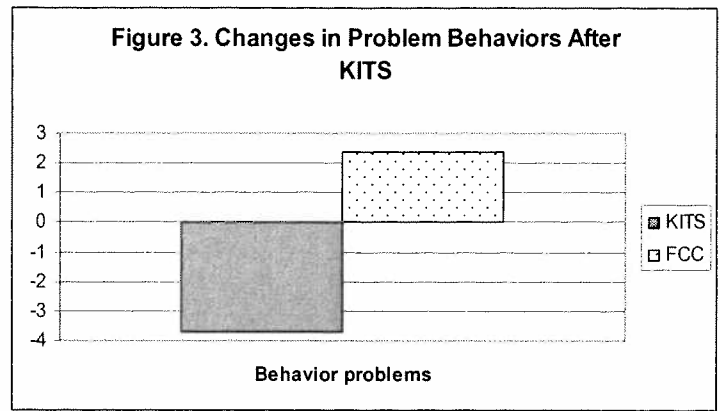 Figure 3. Changes in Problem Behaviors After
KITS
3
2
1
0
-1
-2
-3
-4
KITS
FCC
Behavior problems